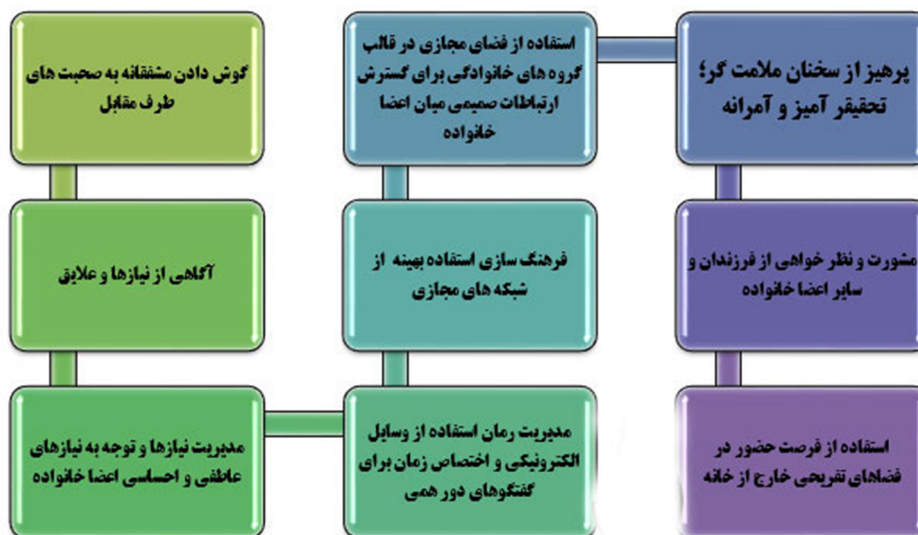 گوش دادن مشفقانه به صحبت های
طرف مقابل
آگاهی از نیازها و علایق
مدیریت نیازها و توجه به نیازهای
عاطفی و احساسی اعضا خانواده
مدیریت رمان استفاده از وسایل
الکترونیکی و اختصاص زمان برای
گفتگوهای دور همی
فرهنگ سازی استفاده بهینه از
شبکه های مجازی
استفاده از فضای مجازی در قالب
گروه های خانوادگی برای گسترش
ارتباطات صمیمی میان اعضا
خانواده
پرهیز از سخنان ملامت گر؛
تحقیقر آمیز و آمرانه
مشورت و نظر خواهی از فرزندان و
سایر اعضا خانواده
استفاده از فرصت حضور در
فضاهای تفریحی خارج از خانه